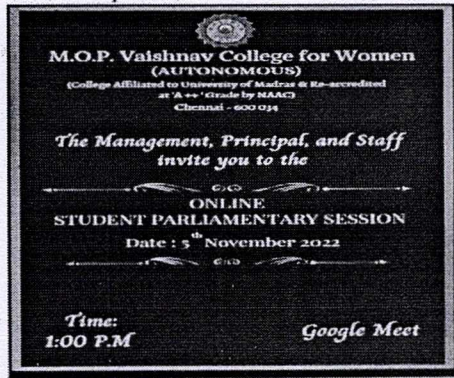 M.O.P. Vaishnav College for Women
(AUTONOMOUS)
(College Affiliated to University of Madras & Re-accredited
at 'A ++ ' Grade by NAAC)
Chennai - 600 034
The Management, Principal, and Staff
invite you to the
ONLINE
STUDENT PARLIAMENTARY SESSION
Date : 5th November 2022
Time:
1:00 P.M
Google Meet